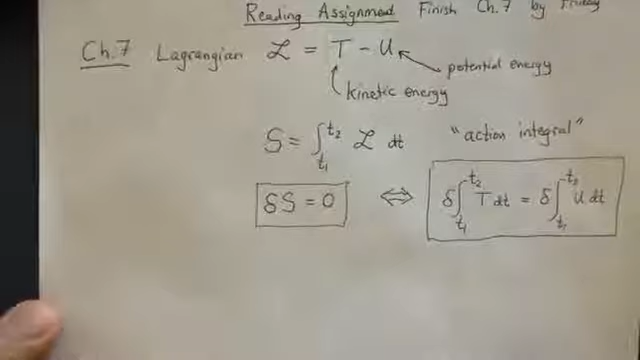 Reading Assignment Finish Ch.7 by Friday
Ch.7 Lagrangian ℒ = T - U
potential energy
kinetic energy
S = ∫_{t₁}^{t₂} ℒ dt "action integral"
δS = 0 ⟺ δ∫_{t₁}^{t₂} T dt = δ∫_{t₁}^{t₂} U dt